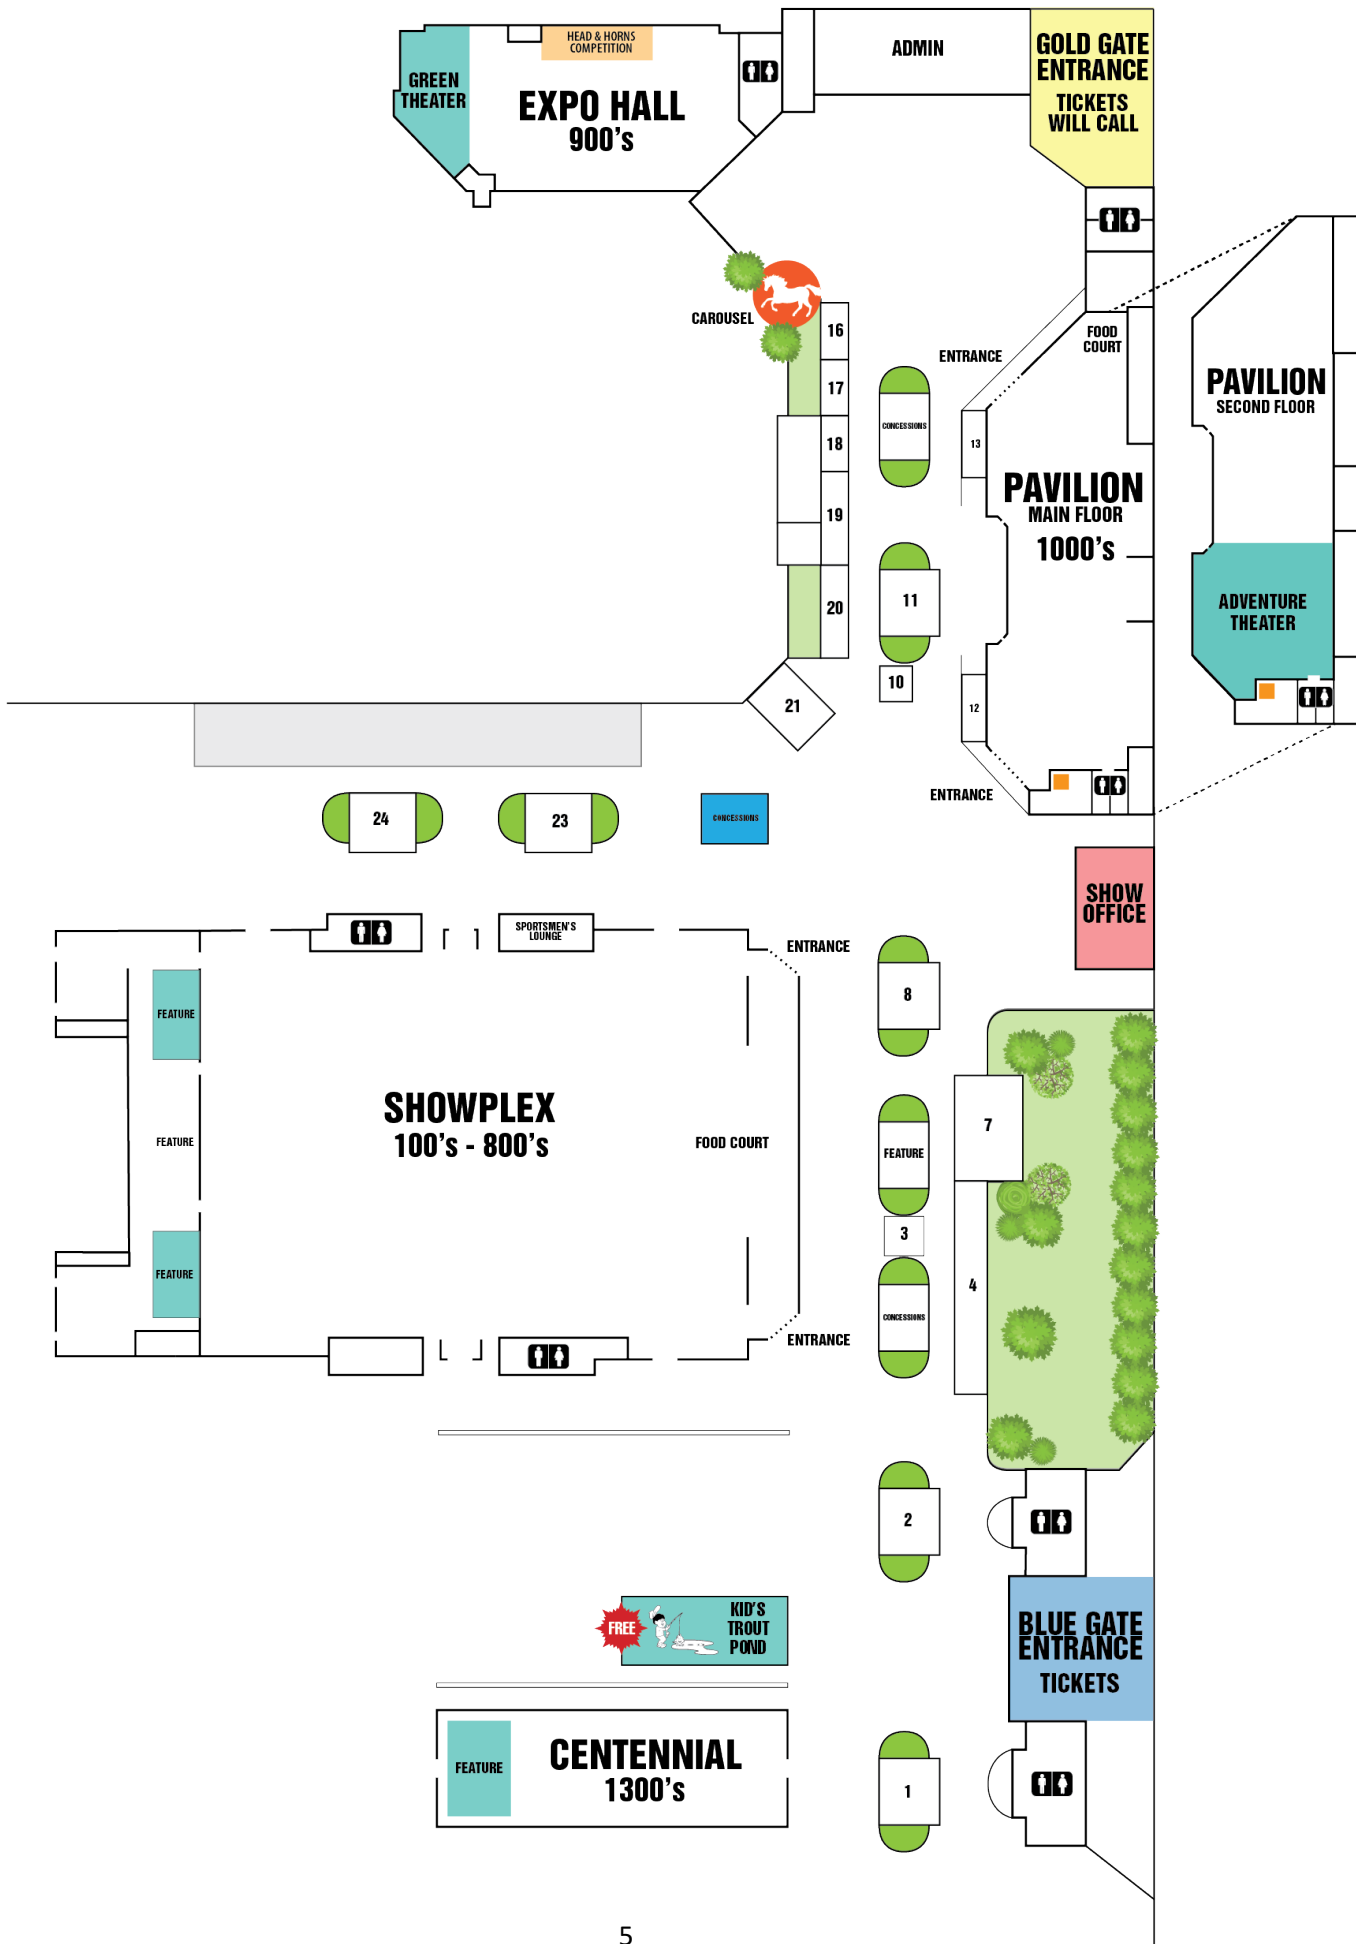 HEAD & HORNS
COMPETITION
GREEN
THEATER
EXPO HALL
900's
ADMIN
GOLD GATE
ENTRANCE
TICKETS
WILL CALL
CAROUSEL
16
17
18
19
20
21
CONCESSIONS
11
10
ENTRANCE
13
12
FOOD
COURT
PAVILION
MAIN FLOOR
1000's
ENTRANCE
PAVILION
SECOND FLOOR
ADVENTURE
THEATER
24
23
CONCESSIONS
SHOW
OFFICE
SPORTSMEN'S
LOUNGE
ENTRANCE
8
FEATURE
FEATURE
FEATURE
SHOWPLEX
100's - 800's
FOOD COURT
ENTRANCE
7
FEATURE
3
4
CONCESSIONS
2
FREE
KID'S
TROUT
POND
BLUE GATE
ENTRANCE
TICKETS
FEATURE
CENTENNIAL
1300's
1
5